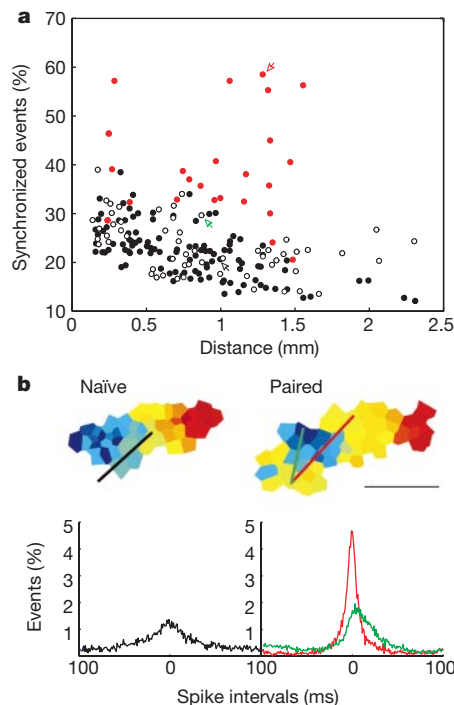 a
Synchronized events (%)
70
60
50
40
30
20
10
0 0.5 1 1.5 2 2.5
Distance (mm)
b
Naïve Paired
Events (%)
5
4
3
2
1
100 0 100 0 100
Spike intervals (ms)